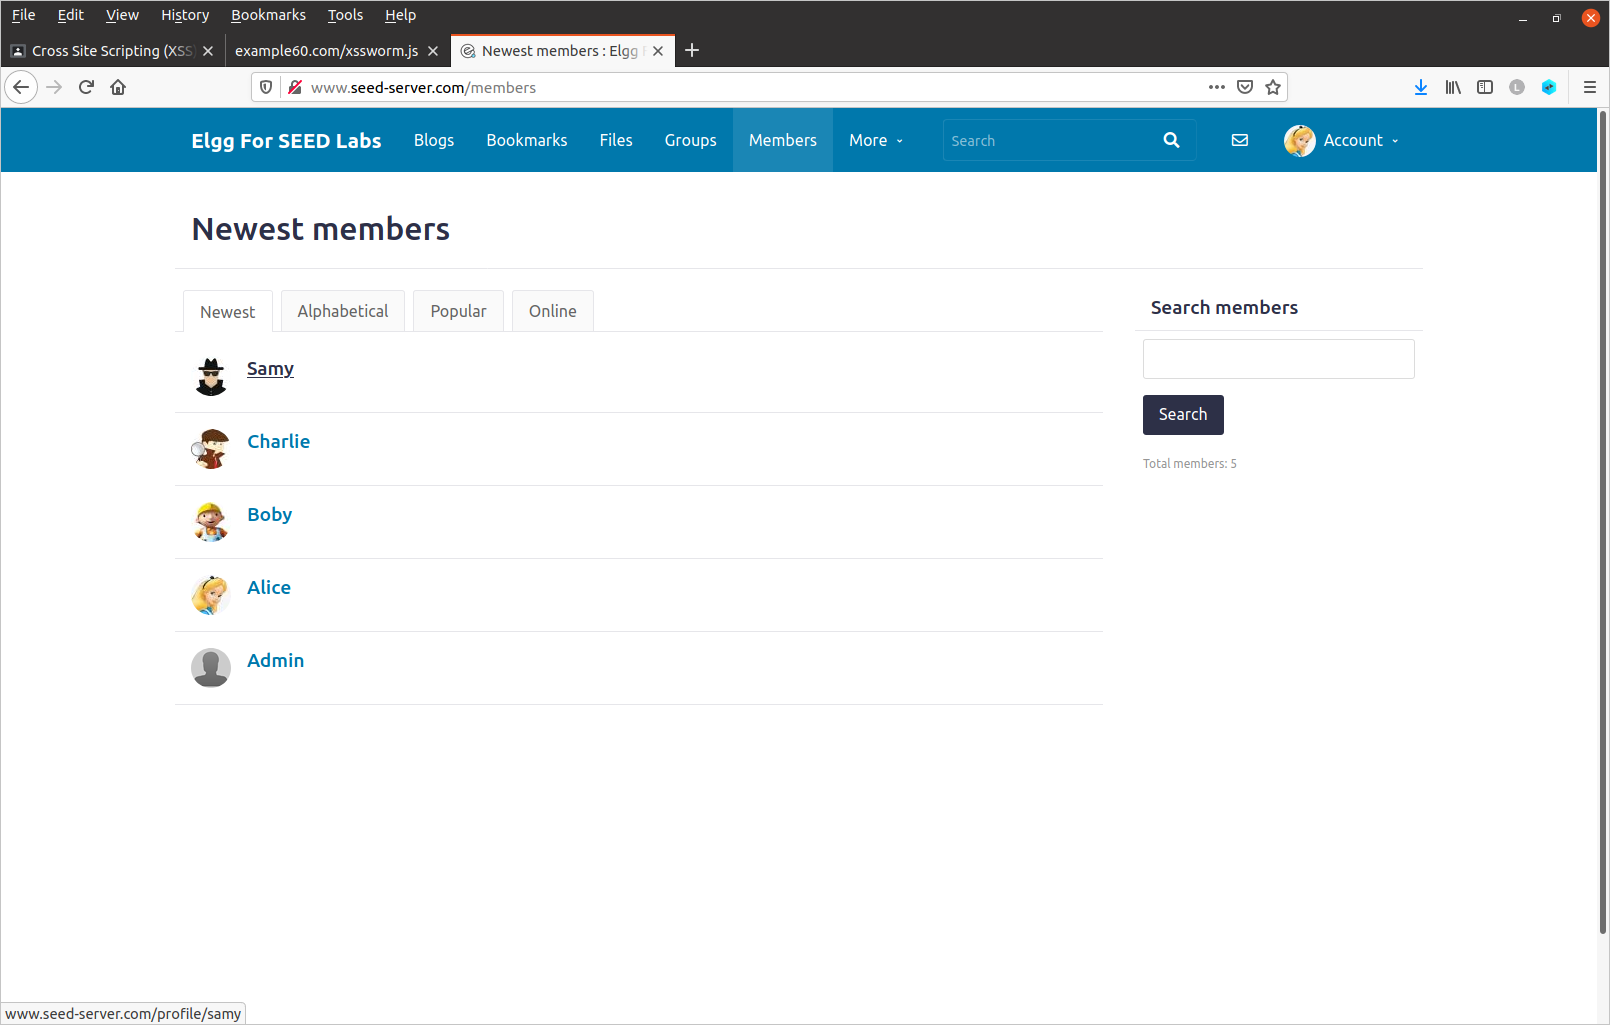 File Edit View History Bookmarks Tools Help
Cross Site Scripting (XSS) example60.com/xssworm.js Newest members : Elgg
www.seed-server.com/members
L
Elgg For SEED Labs Blogs Bookmarks Files Groups Members More Search Account
Newest members
Newest Alphabetical Popular Online
Samy
Charlie
Boby
Alice
Admin
Search members
Search
Total members: 5
www.seed-server.com/profile/samy